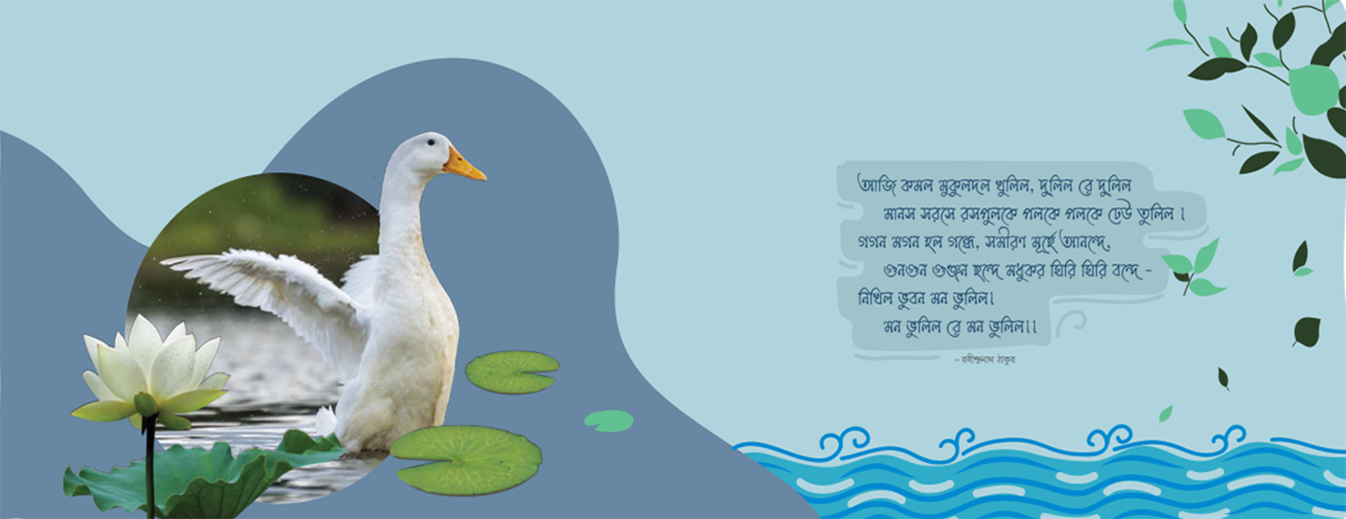 আজি কমল মুকুলদল খুলিল, দুলিল রে দুলিল
মানস সরসে রসপুলকে পলকে পলকে ঢেউ তুলিল ।
গগন মগন হল গন্ধে, সমীরণ মূর্ছে আনন্দে,
গুনগুন গুঞ্জন ছন্দে মধুকর ঘিরি ঘিরি বন্দে -
নিখিল ভুবন মন ভুলিল।
মন ভুলিল রে মন ভুলিল।।
– রবীন্দ্রনাথ ঠাকুর